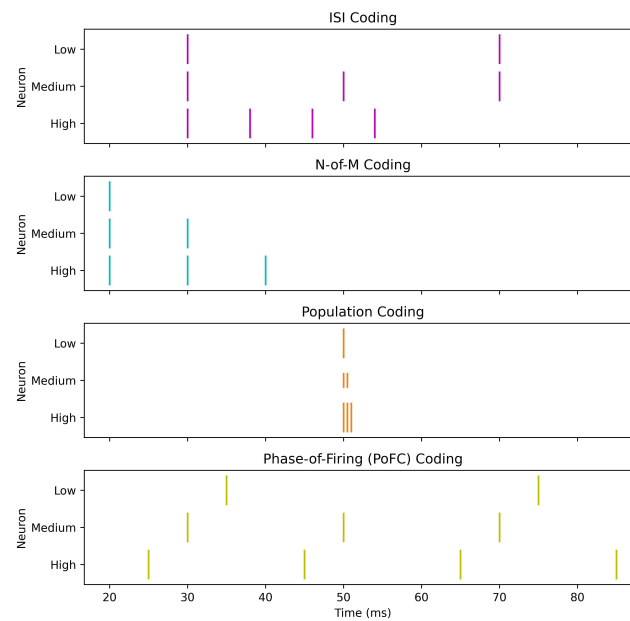 ISI Coding
Low
Medium
High
Neuron
N-of-M Coding
Low
Medium
High
Neuron
Population Coding
Low
Medium
High
Neuron
Phase-of-Firing (PoFC) Coding
Low
Medium
High
Neuron
20 30 40 50 60 70 80
Time (ms)